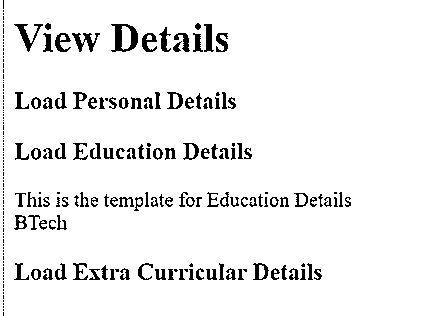 View Details
Load Personal Details
Load Education Details
This is the template for Education Details
BTech
Load Extra Curricular Details